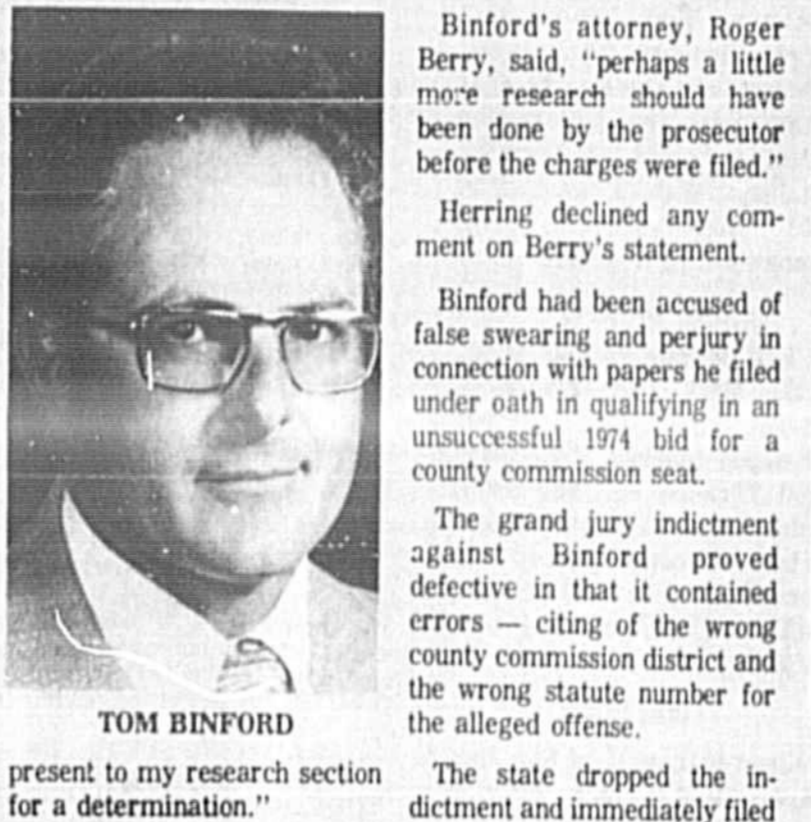 TOM BINFORD
present to my research section
for a determination."
Binford's attorney, Roger
Berry, said, "perhaps a little
more research should have
been done by the prosecutor
before the charges were filed."
Herring declined any com-
ment on Berry's statement.
Binford had been accused of
false swearing and perjury in
connection with papers he filed
under oath in qualifying in an
unsuccessful 1974 bid for a
county commission seat.
The grand jury indictment
against Binford proved
defective in that it contained
errors — citing of the wrong
county commission district and
the wrong statute number for
the alleged offense.
The state dropped the in-
dictment and immediately filed